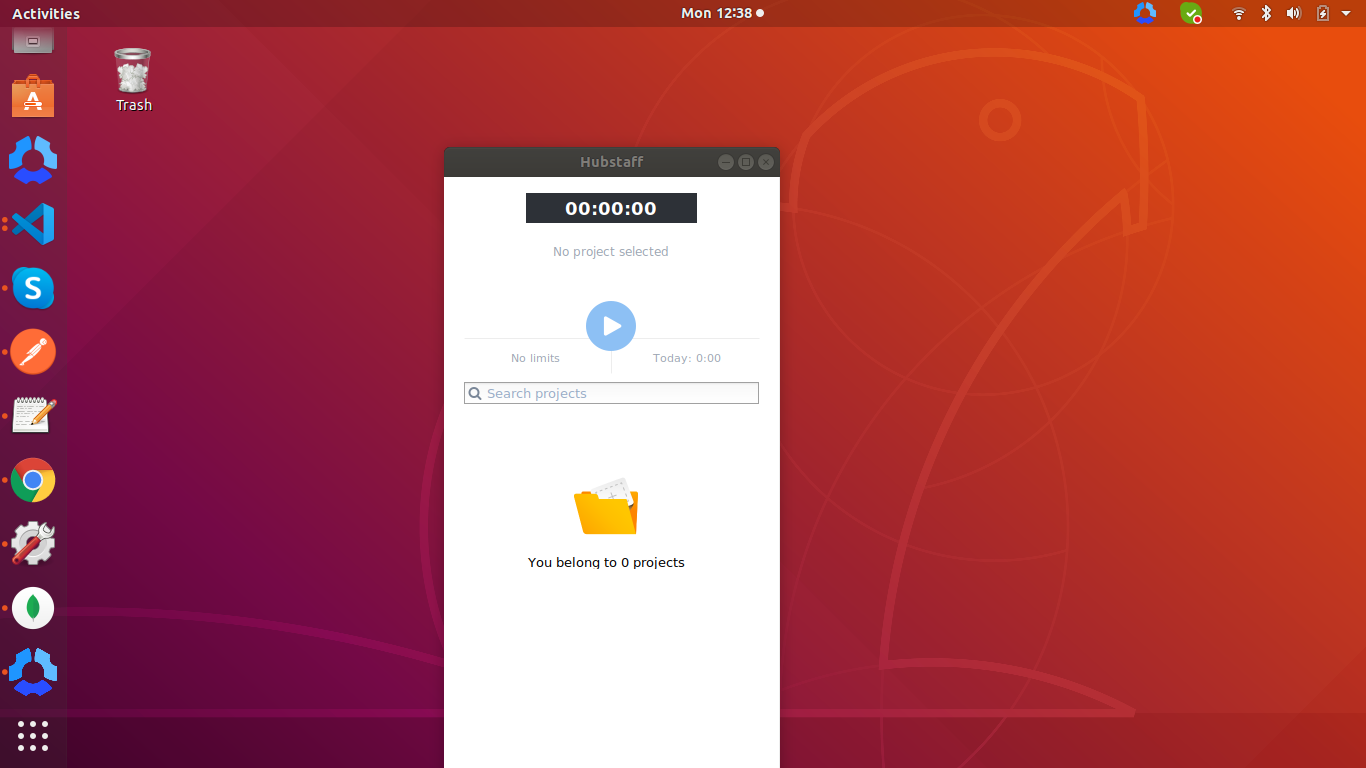 Activities
Mon 12:38
Trash
Hubstaff
00:00:00
No project selected
No limits
Today: 0:00
Search projects
You belong to 0 projects
A
S